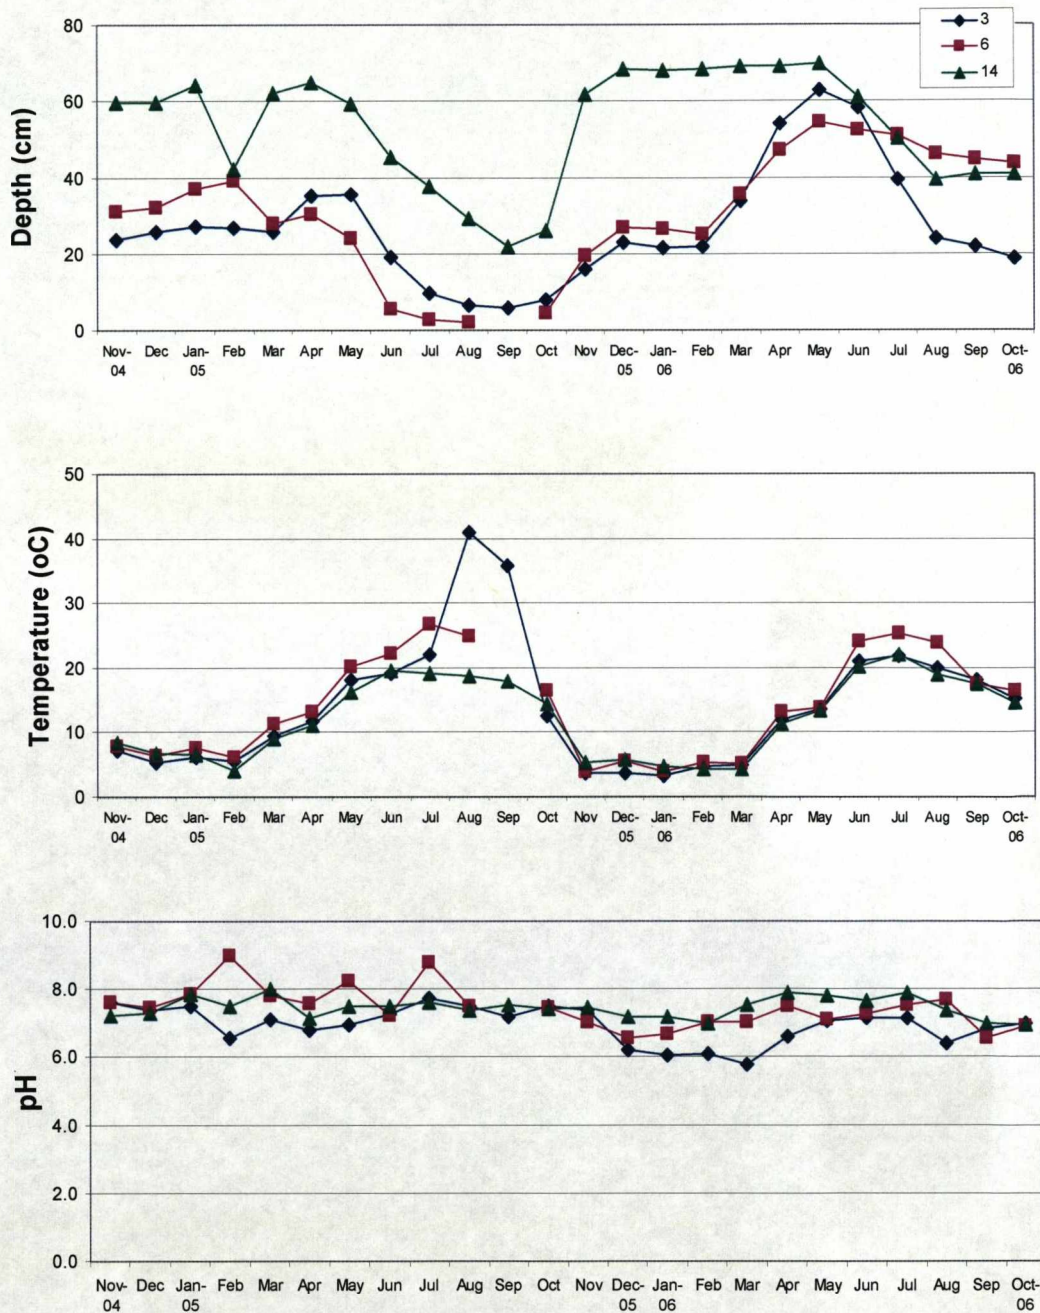 80
60
40
20
0
Depth (cm)
3
6
14
Nov- Dec Jan- Feb Mar Apr May Jun Jul Aug Sep Oct Nov Dec- Jan- Feb Mar Apr May Jun Jul Aug Sep Oct-
04 05 05 06 06
50
40
30
20
10
0
Temperature (oC)
Nov- Dec Jan- Feb Mar Apr May Jun Jul Aug Sep Oct Nov Dec- Jan- Feb Mar Apr May Jun Jul Aug Sep Oct-
04 05 05 06 06
10.0
8.0
6.0
4.0
2.0
0.0
pH
Nov- Dec Jan- Feb Mar Apr May Jun Jul Aug Sep Oct Nov Dec- Jan- Feb Mar Apr May Jun Jul Aug Sep Oct-
04 05 05 06 06